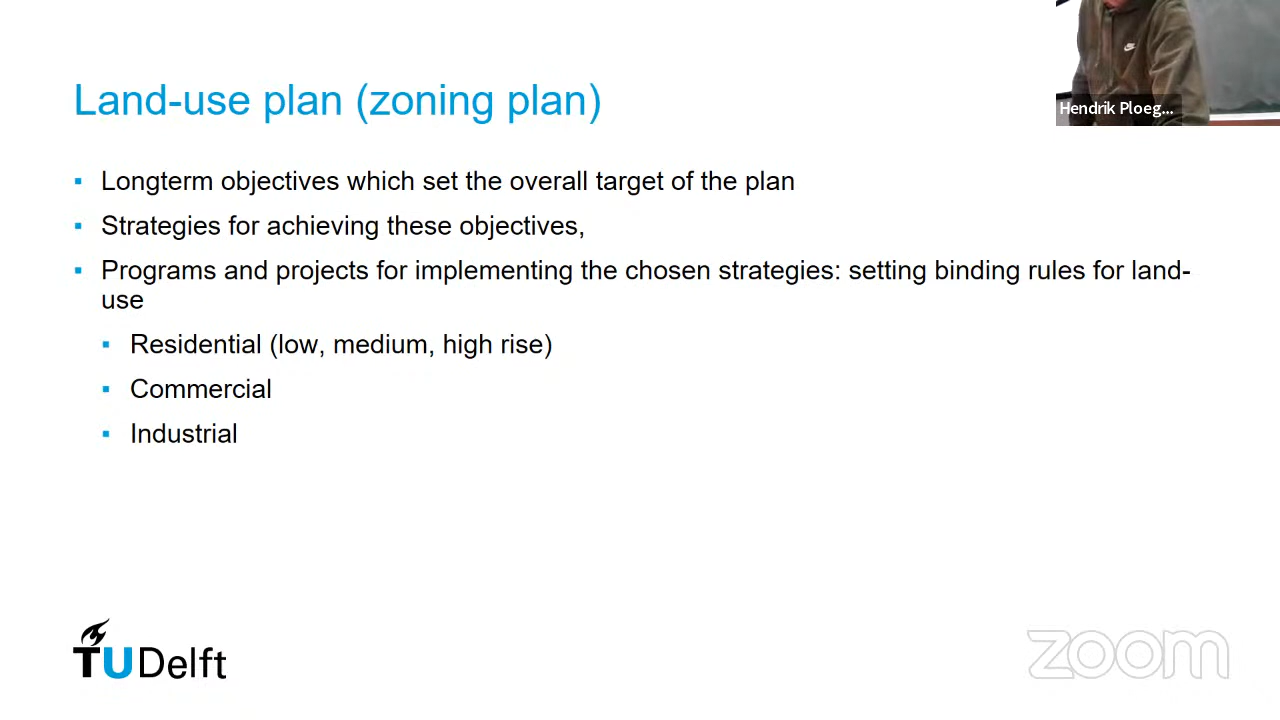 Land-use plan (zoning plan)
Hendrik Ploeg...
Longterm objectives which set the overall target of the plan
Strategies for achieving these objectives,
Programs and projects for implementing the chosen strategies: setting binding rules for land-
use
Residential (low, medium, high rise)
Commercial
Industrial
TUDelft
zoom